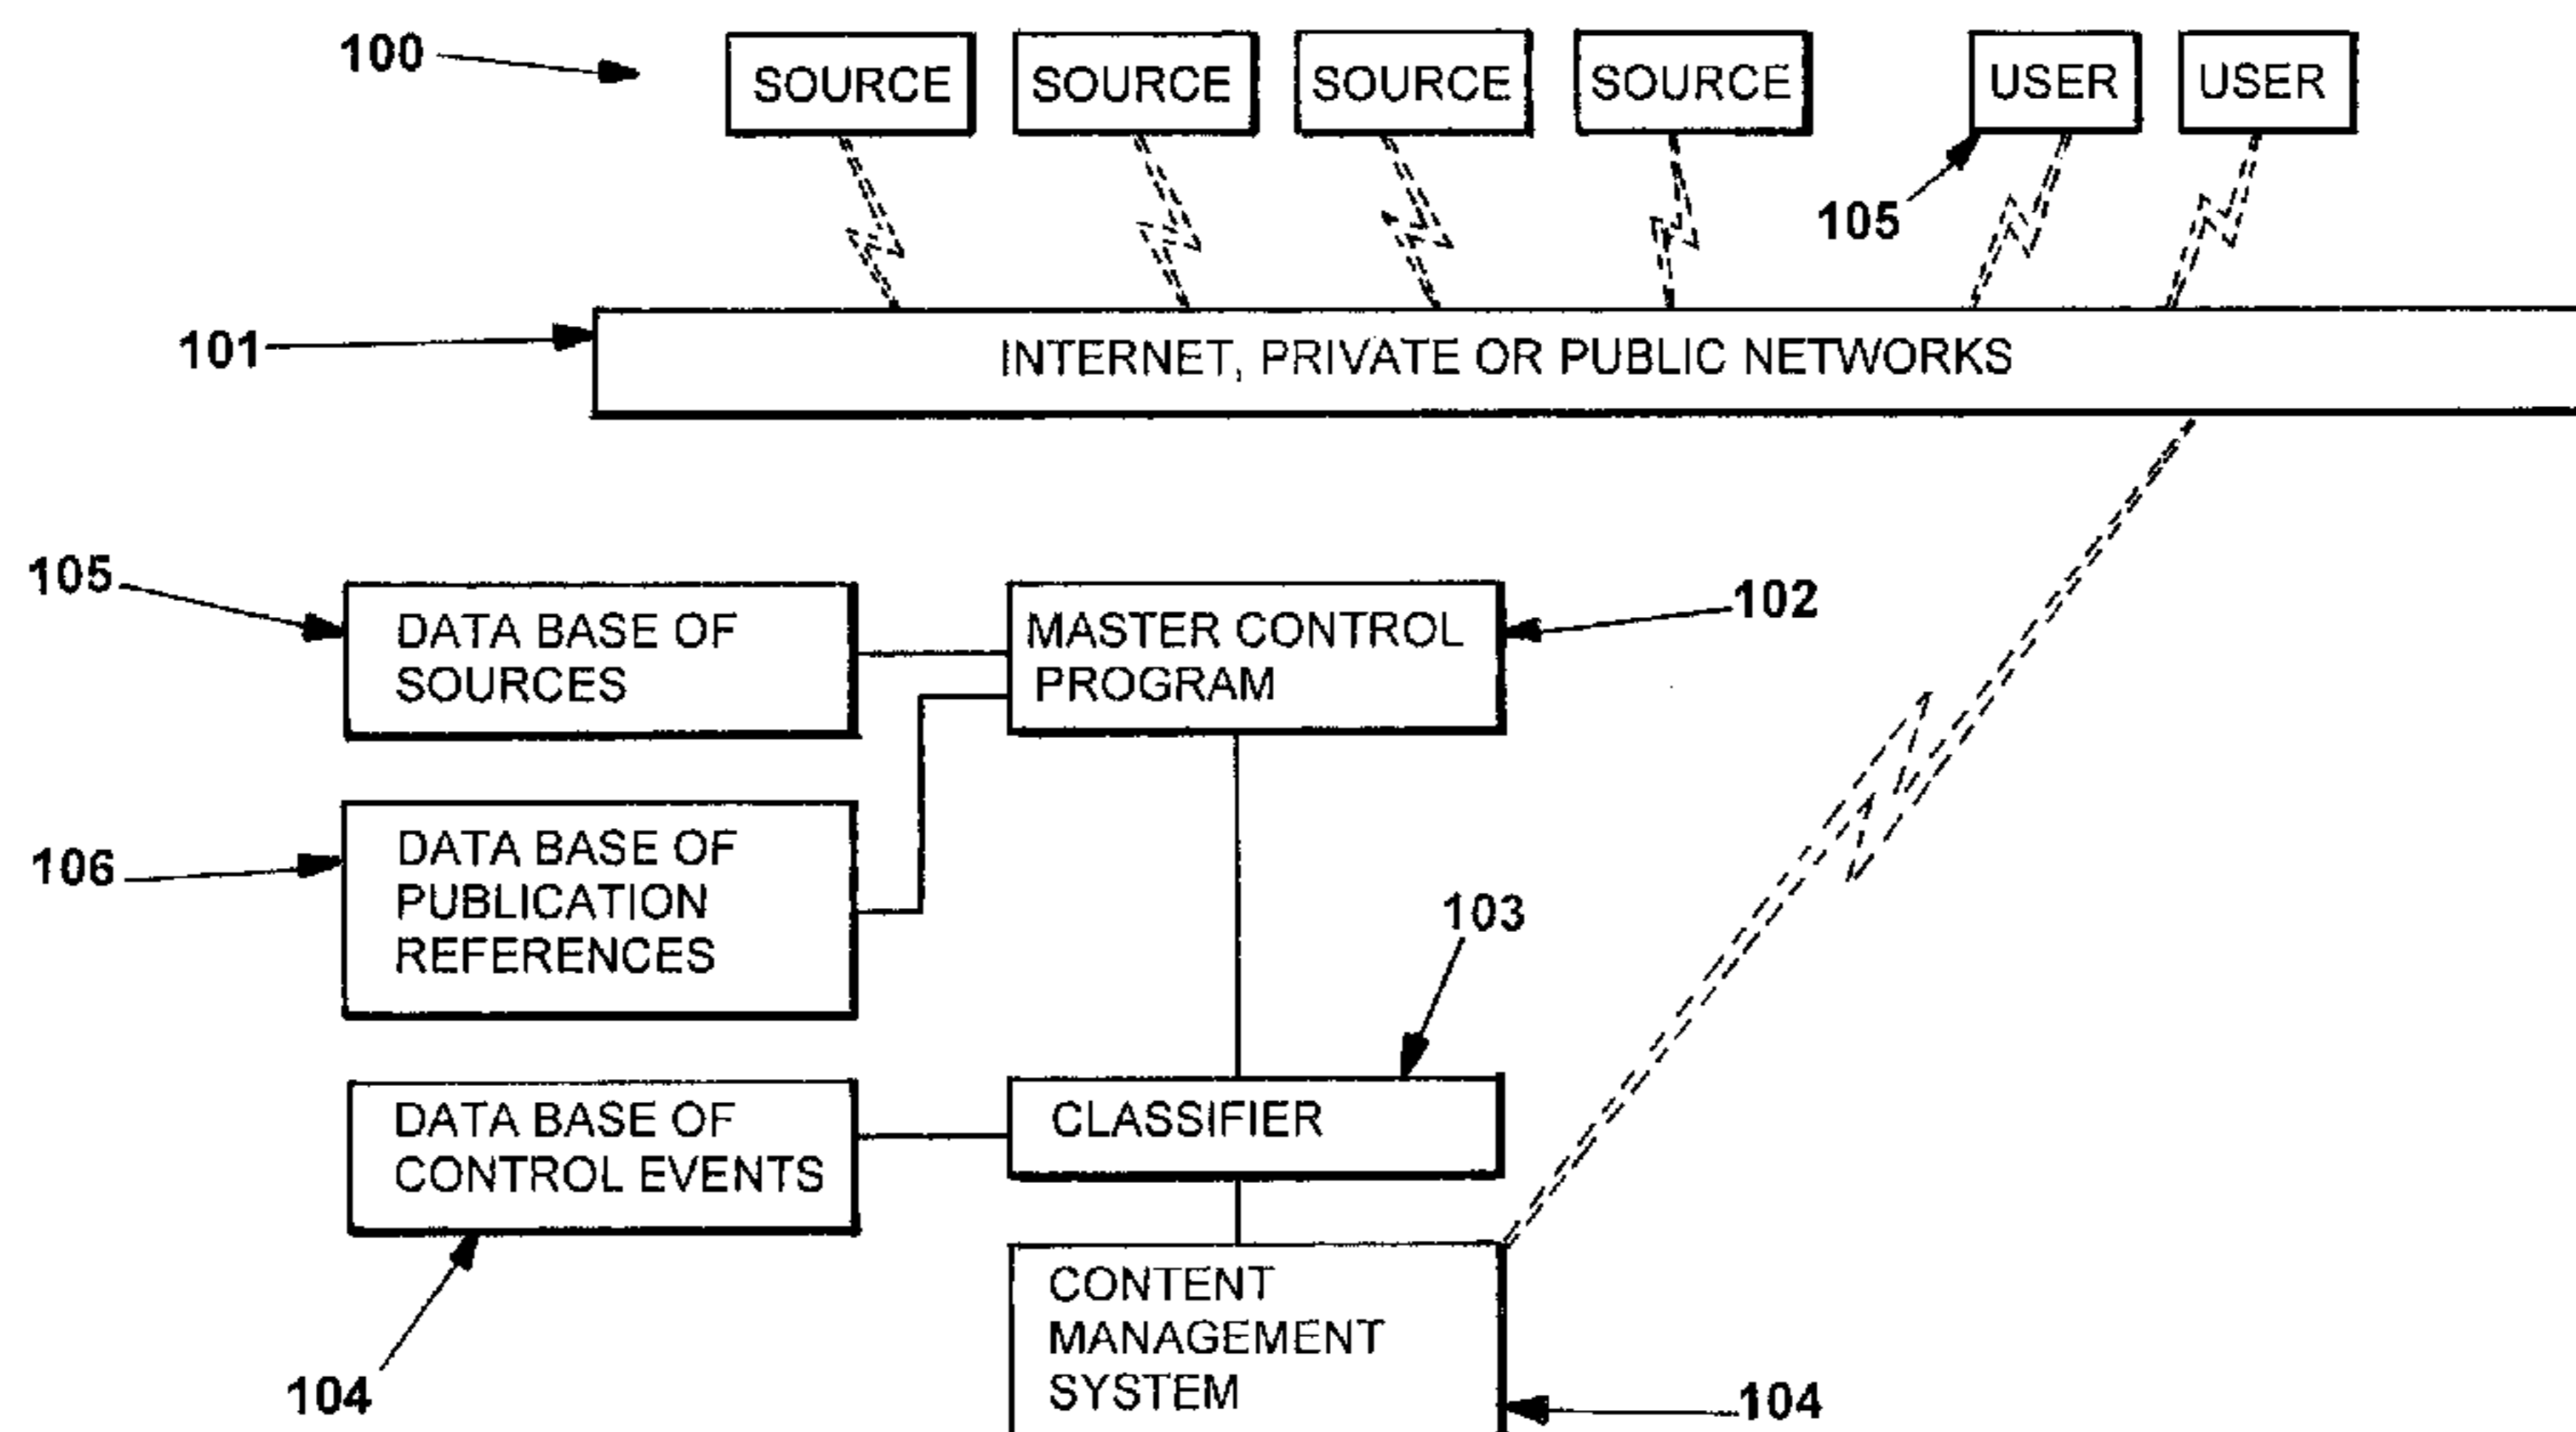 100
SOURCE
SOURCE
SOURCE
SOURCE
USER
USER
105
101
INTERNET, PRIVATE OR PUBLIC NETWORKS
105
DATA BASE OF
SOURCES
MASTER CONTROL
PROGRAM
102
106
DATA BASE OF
PUBLICATION
REFERENCES
103
DATA BASE OF
CONTROL EVENTS
CLASSIFIER
104
CONTENT
MANAGEMENT
SYSTEM
104